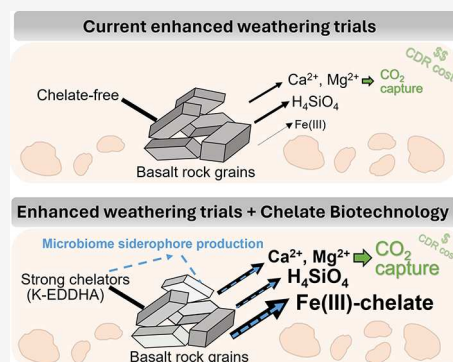 Current enhanced weathering trials
$$
CDR cost
Ca²⁺, Mg²⁺
CO₂
capture
Chelate-free
H₄SiO₄
Fe(III)
Basalt rock grains
Enhanced weathering trials + Chelate Biotechnology
$
CDR cost
Microbiome siderophore production
Ca²⁺, Mg²⁺
CO₂
capture
Strong chelators
(K-EDDHA)
H₄SiO₄
Fe(III)-chelate
Basalt rock grains